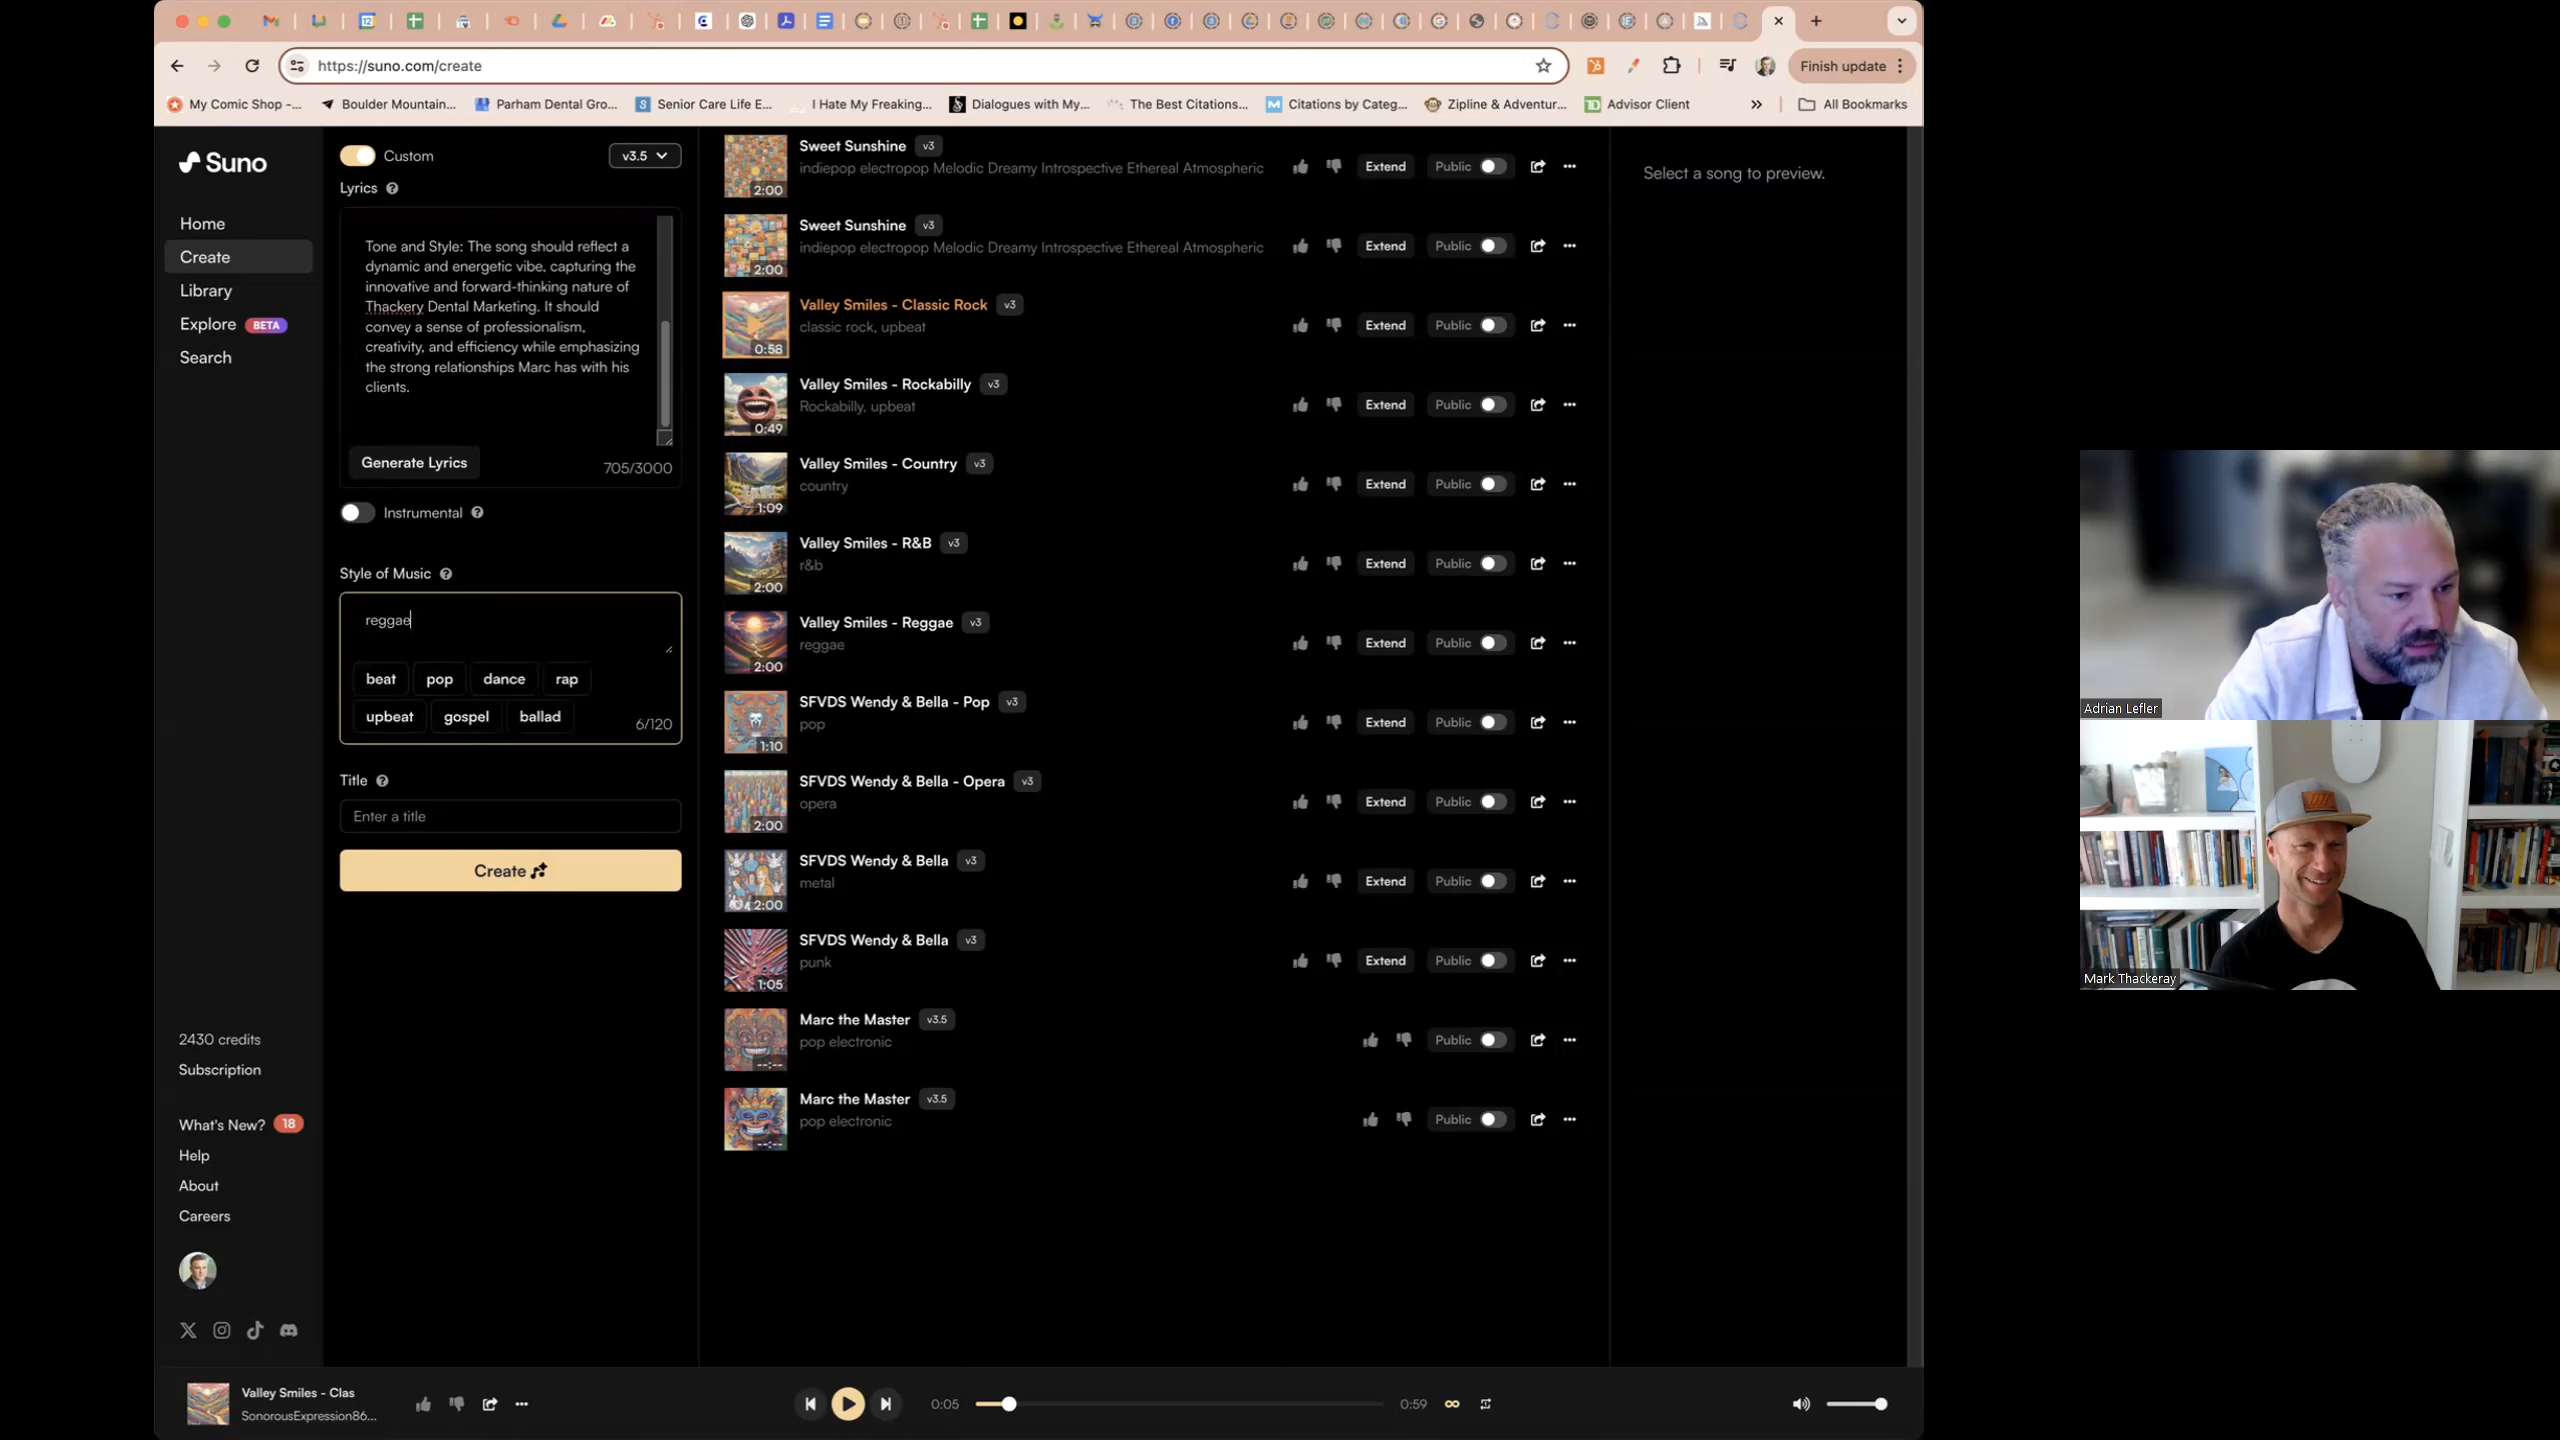 https://suno.com/create
Finish update
My Comic Shop -...
Boulder Mountain...
Parham Dental Gro...
Senior Care Life E...
I Hate My Freaking...
Dialogues with My...
The Best Citations...
Citations by Categ...
Zipline & Adventur...
Advisor Client
All Bookmarks
Suno
Home
Create
Library
Explore BETA
Search
2430 credits
Subscription
What's New? 18
Help
About
Careers
Custom
v3.5
Lyrics
Tone and Style: The song should reflect a
dynamic and energetic vibe, capturing the
innovative and forward-thinking nature of
Thackery Dental Marketing. It should
convey a sense of professionalism,
creativity, and efficiency while emphasizing
the strong relationships Marc has with his
clients.
Generate Lyrics
705/3000
Instrumental
Style of Music
reggae
beat pop dance rap
upbeat gospel ballad
6/120
Title
Enter a title
Create
Sweet Sunshine v3
indiepop electropop Melodic Dreamy Introspective Ethereal Atmospheric
2:00
Extend Public
Sweet Sunshine v3
indiepop electropop Melodic Dreamy Introspective Ethereal Atmospheric
2:00
Extend Public
Valley Smiles - Classic Rock v3
classic rock, upbeat
0:58
Extend Public
Valley Smiles - Rockabilly v3
Rockabilly, upbeat
0:49
Extend Public
Valley Smiles - Country v3
country
1:09
Extend Public
Valley Smiles - R&B v3
r&b
2:00
Extend Public
Valley Smiles - Reggae v3
reggae
2:00
Extend Public
SFVDS Wendy & Bella - Pop v3
pop
1:10
Extend Public
SFVDS Wendy & Bella - Opera v3
opera
2:00
Extend Public
SFVDS Wendy & Bella v3
metal
2:00
Extend Public
SFVDS Wendy & Bella v3
punk
1:05
Extend Public
Marc the Master v3.5
pop electronic
--:--
Public
Marc the Master v3.5
pop electronic
--:--
Public
Select a song to preview.
Valley Smiles - Clas
SonorousExpression86...
0:05
0:59
Adrian Lefler
Mark Thackeray